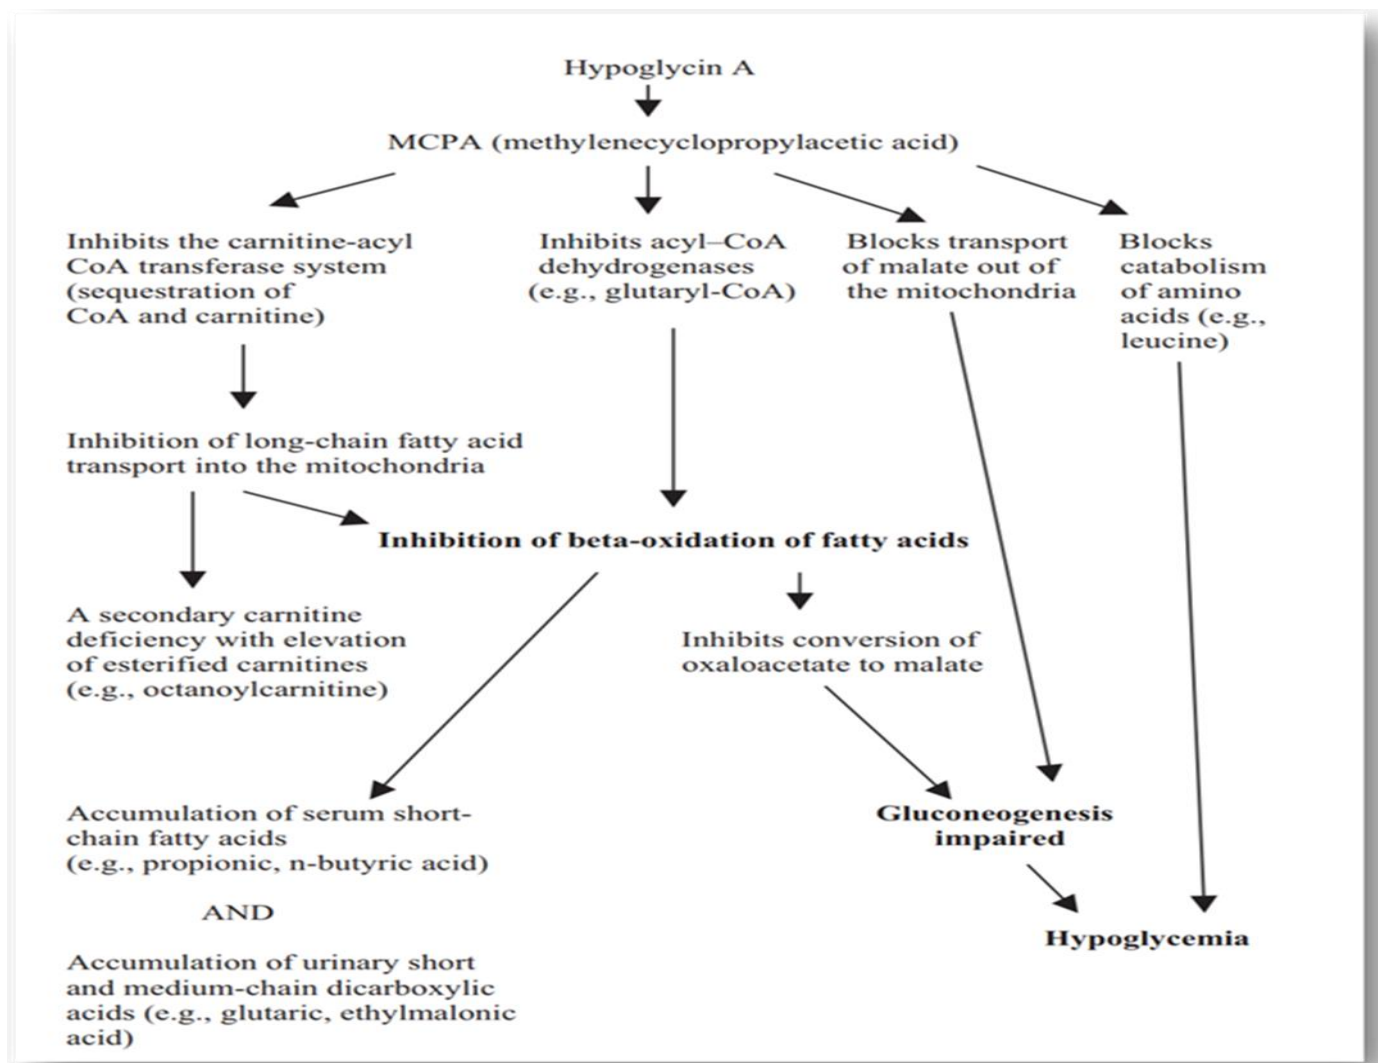 Hypoglycin A
MCPA (methylenecyclopropylacetic acid)
Inhibits the carnitine-acyl
CoA transferase system
(sequestration of
CoA and carnitine)
Inhibits acyl–CoA
dehydrogenases
(e.g., glutaryl-CoA)
Blocks transport
of malate out of
the mitochondria
Blocks
catabolism
of amino
acids (e.g.,
leucine)
Inhibition of long-chain fatty acid
transport into the mitochondria
Inhibition of beta-oxidation of fatty acids
A secondary carnitine
deficiency with elevation
of esterified carnitines
(e.g., octanoylcarnitine)
Inhibits conversion of
oxaloacetate to malate
Accumulation of serum short-
chain fatty acids
(e.g., propionic, n-butyric acid)
Gluconeogenesis
impaired
AND
Hypoglycemia
Accumulation of urinary short
and medium-chain dicarboxylic
acids (e.g., glutaric, ethylmalonic
acid)